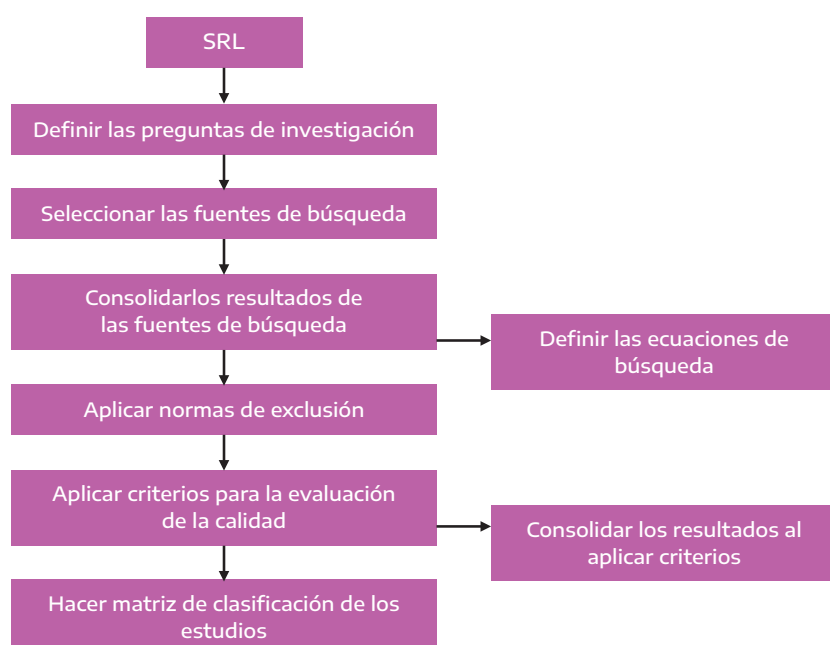 SRL
Definir las preguntas de investigación
Seleccionar las fuentes de búsqueda
Consolidarlos resultados de
las fuentes de búsqueda
Definir las ecuaciones de
búsqueda
Aplicar normas de exclusión
Aplicar criterios para la evaluación
de la calidad
Consolidar los resultados al
aplicar criterios
Hacer matriz de clasificación de los
estudios